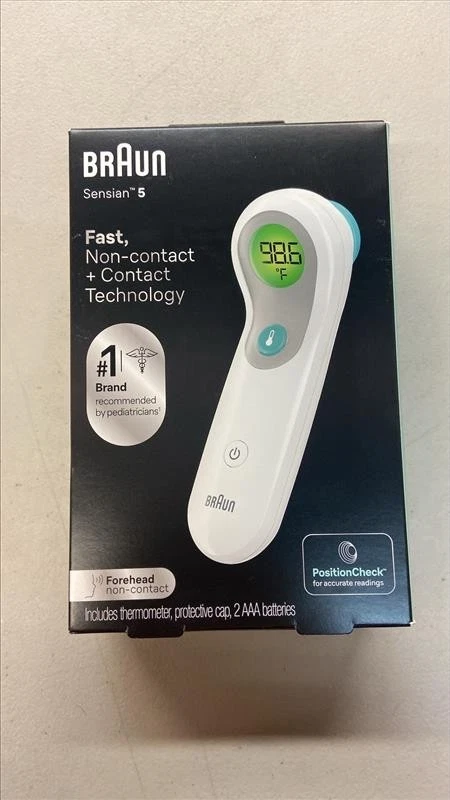 BRAUN
Sensian™ 5
Fast,
Non-contact
+ Contact
Technology
#1
Brand
recommended
by pediatricians¹
98.6
°F
BRAUN
PositionCheck™
for accurate readings
Forehead
non-contact
Includes thermometer, protective cap, 2 AAA batteries